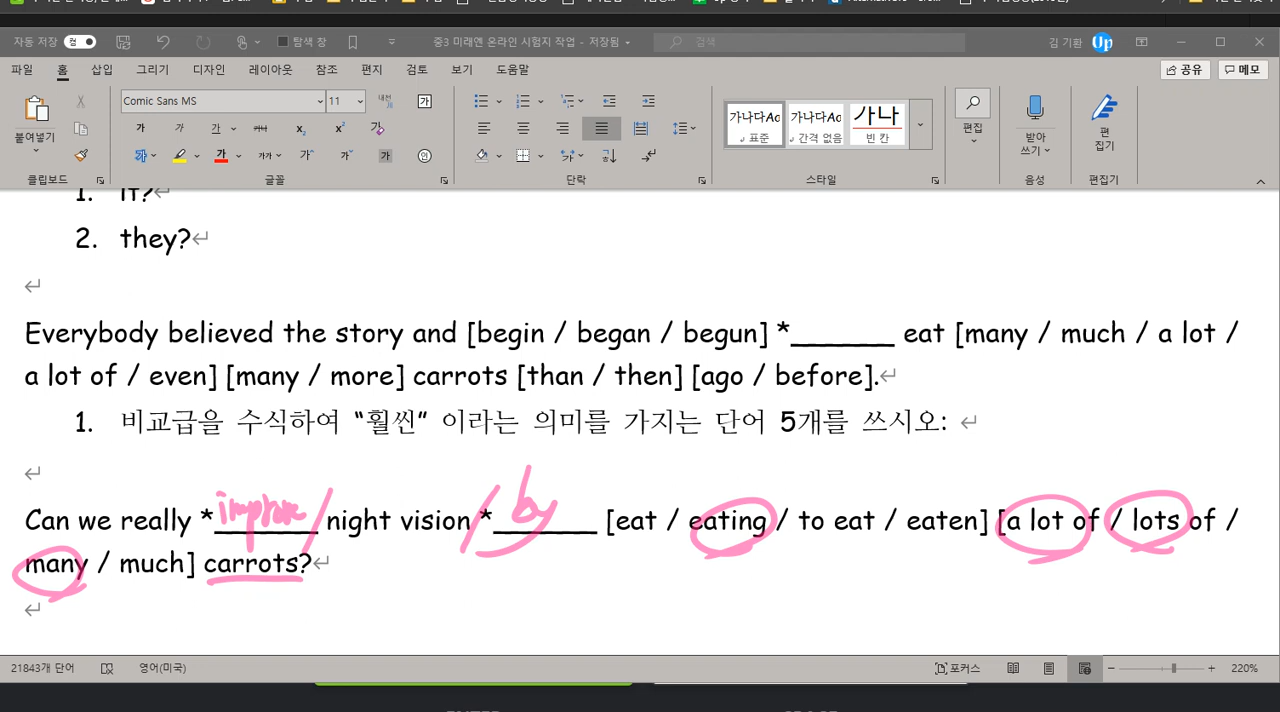 자동 저장 켬 중3 미래엔 온라인 시험지 작업 - 저장됨 검색 김 기환 Up
파일 홈 삽입 그리기 디자인 레이아웃 참조 편지 검토 보기 도움말 공유 메모
붙여넣기 Comic Sans MS 11 가나다Ac 가나다Ac 가나 편집 받아쓰기 편집기
표준 간격 없음 빈 칸
클립보드 글꼴 단락 스타일 음성 편집기
1. it?
2. they?
Everybody believed the story and [begin / began / begun] *______ eat [many / much / a lot /
a lot of / even] [many / more] carrots [than / then] [ago / before].
1. 비교급을 수식하여 “훨씬” 이라는 의미를 가지는 단어 5개를 쓰시오:
improve / / by
Can we really *______ night vision *______ [eat / eating / to eat / eaten] [a lot of / lots of /
many / much] carrots?
21843개 단어 영어(미국) 포커스 220%